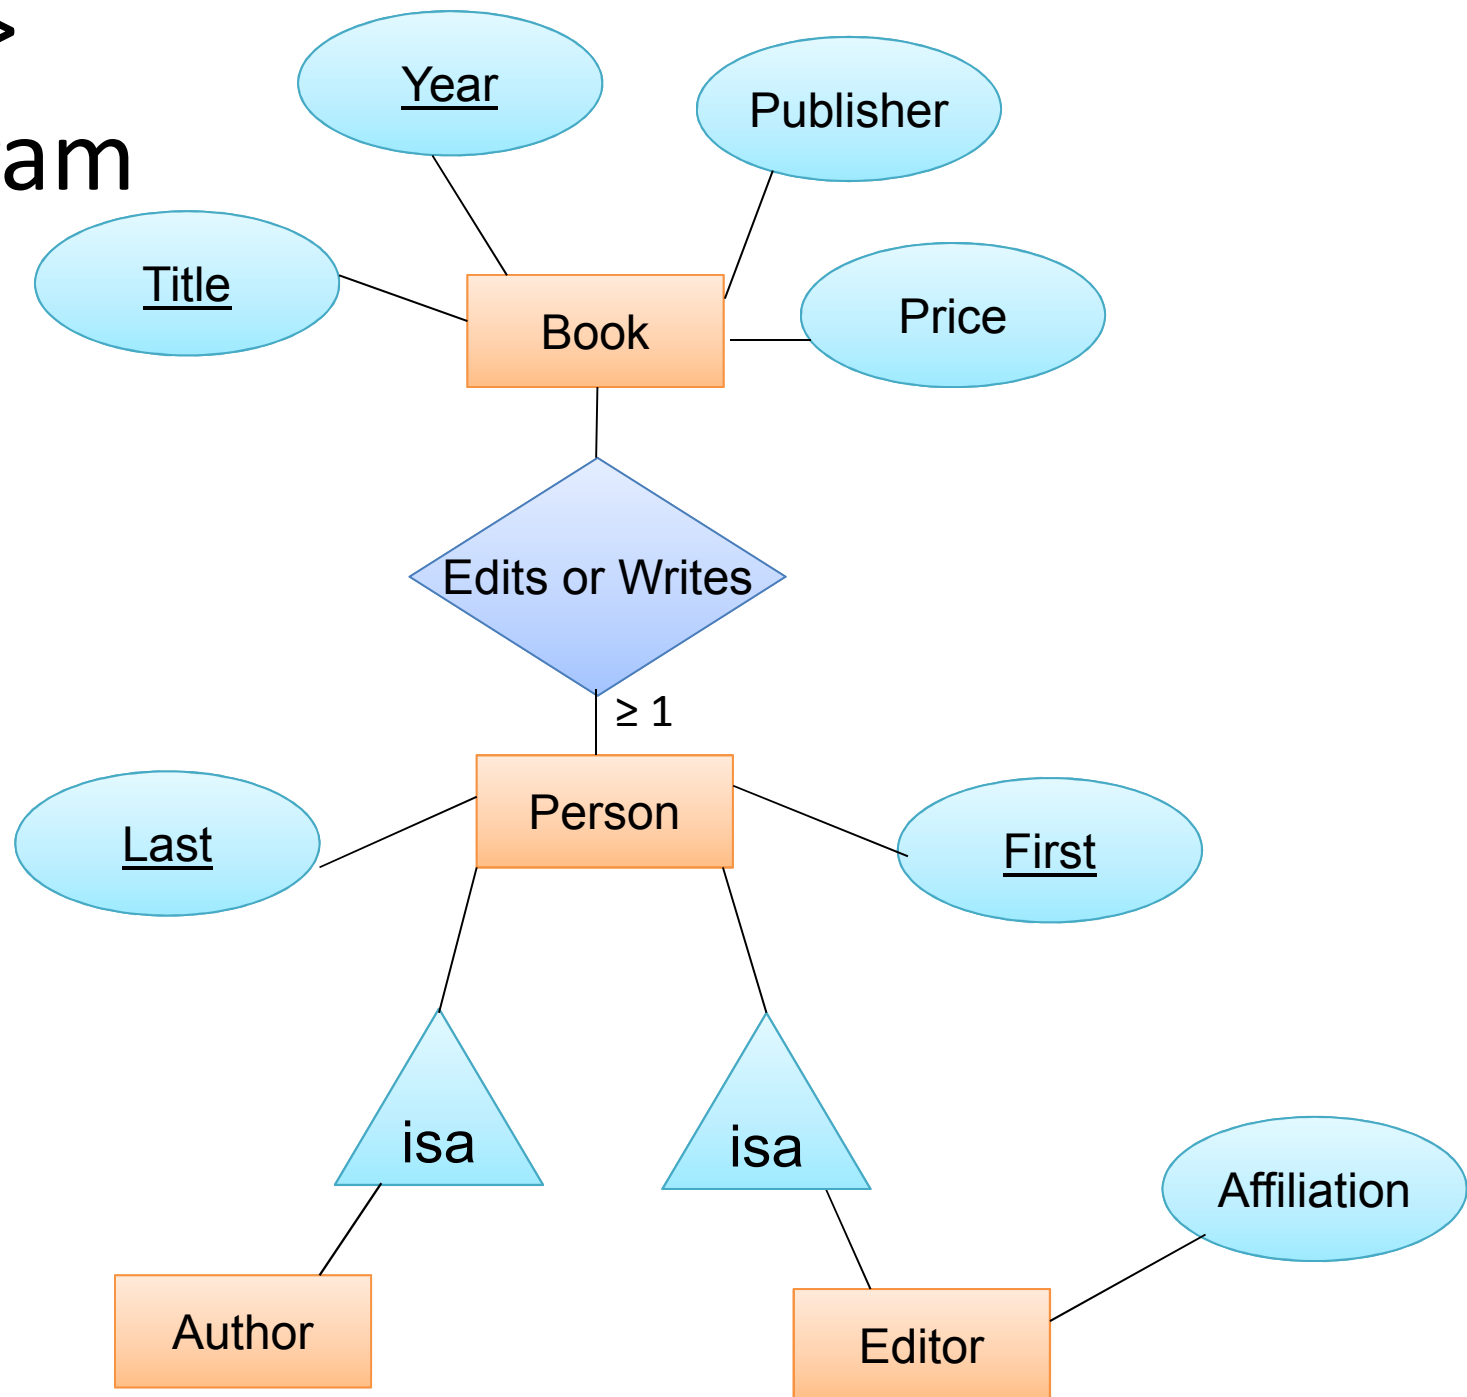 >
Year
Publisher
am
Title
Price
Book
Edits or Writes
≥ 1
Person
Last
First
isa
isa
Affiliation
Author
Editor